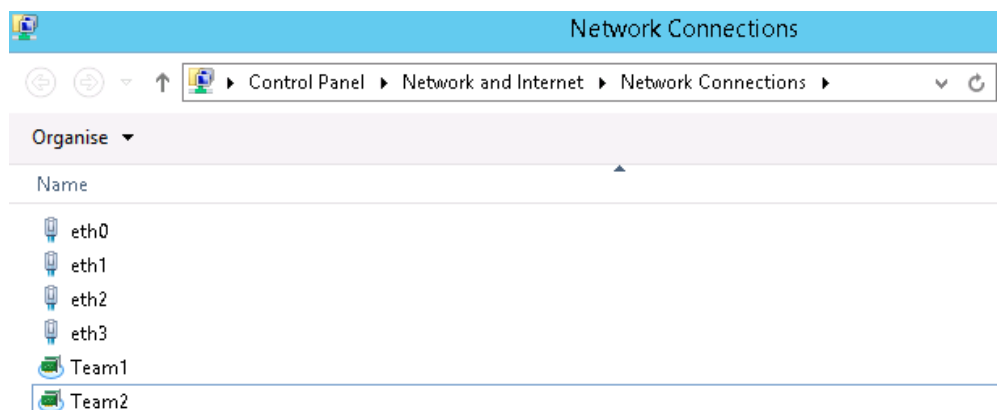 Network Connections
Control Panel Network and Internet Network Connections
Organise
Name
eth0
eth1
eth2
eth3
Team1
Team2